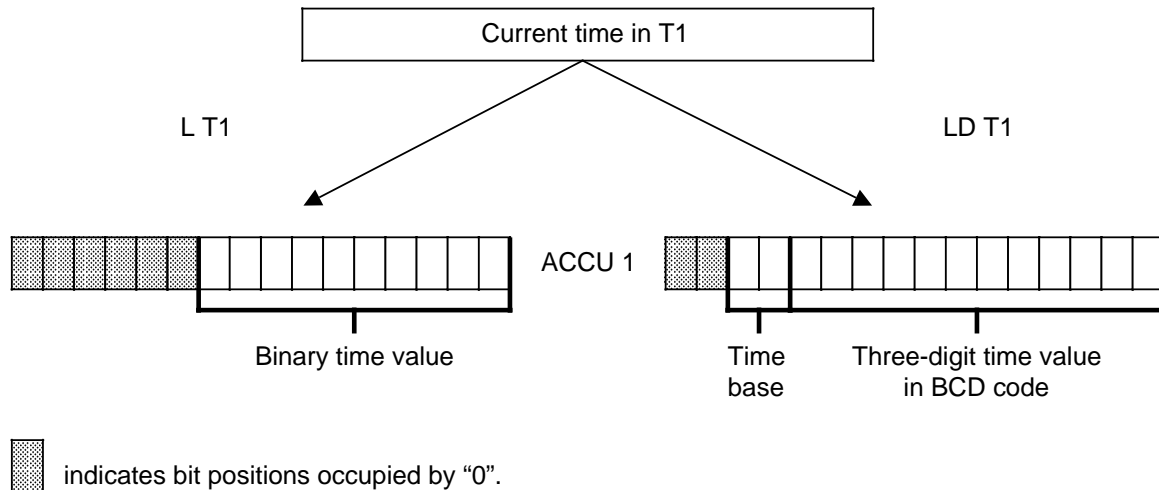 Current time in T1
L T1
LD T1
ACCU 1
Binary time value
Time
base
Three-digit time value
in BCD code
indicates bit positions occupied by “0”.